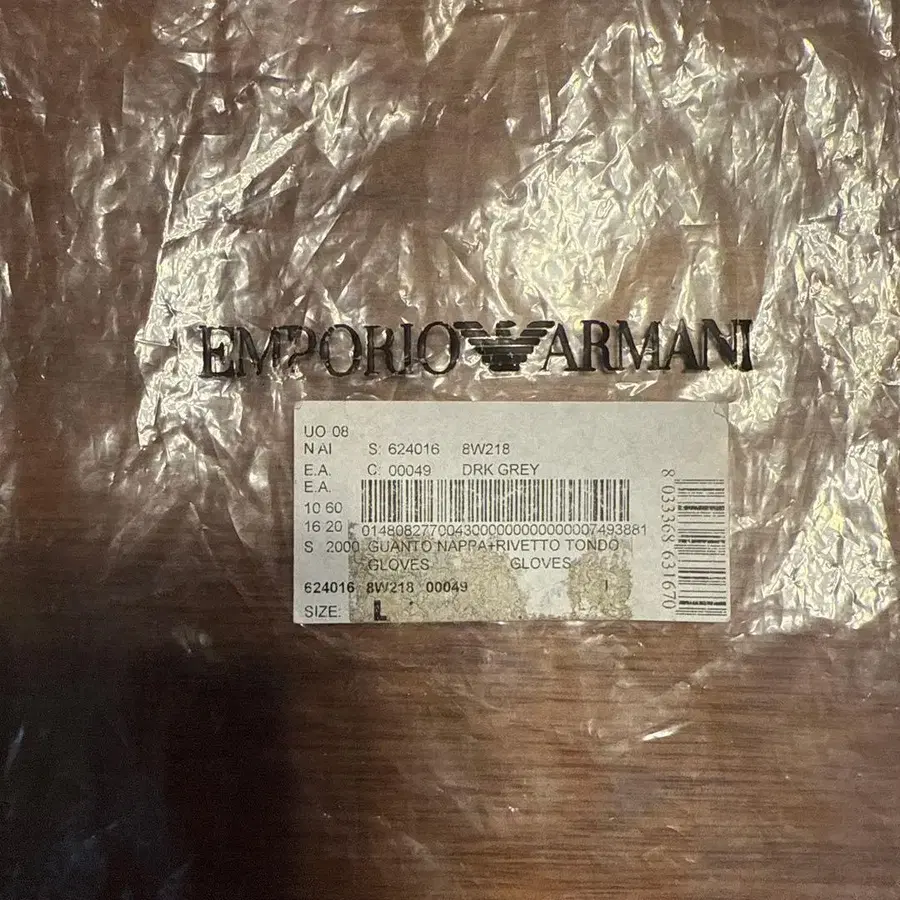 EMPORIO ARMANI
UO 08
N AI S: 624016 8W218
E.A. C: 00049 DRK GREY
E.A.
10 60
16 20 0148082770043000000000000007493881
S 2000 GUANTO NAPPA+RIVETTO TONDO
GLOVES GLOVES
624016 8W218 00049 I
SIZE: L
8 033368 631670